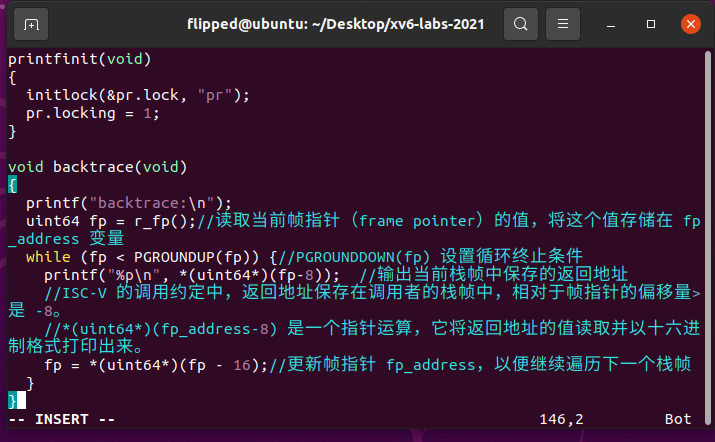 flipped@ubuntu: ~/Desktop/xv6-labs-2021
printfinit(void)
{
  initlock(&pr.lock, "pr");
  pr.locking = 1;
}

void backtrace(void)
{
  printf("backtrace:\n");
  uint64 fp = r_fp();//读取当前帧指针（frame pointer）的值，将这个值存储在 fp
_address 变量
  while (fp < PGROUNDUP(fp)) {//PGROUNDDOWN(fp) 设置循环终止条件
    printf("%p\n", *(uint64*)(fp-8));  //输出当前栈帧中保存的返回地址
    //ISC-V 的调用约定中，返回地址保存在调用者的栈帧中，相对于帧指针的偏移量>
是 -8。
    //*(uint64*)(fp_address-8) 是一个指针运算，它将返回地址的值读取并以十六进
制格式打印出来。
    fp = *(uint64*)(fp - 16);//更新帧指针 fp_address，以便继续遍历下一个栈帧
  }
}
-- INSERT -- 146,2 Bot